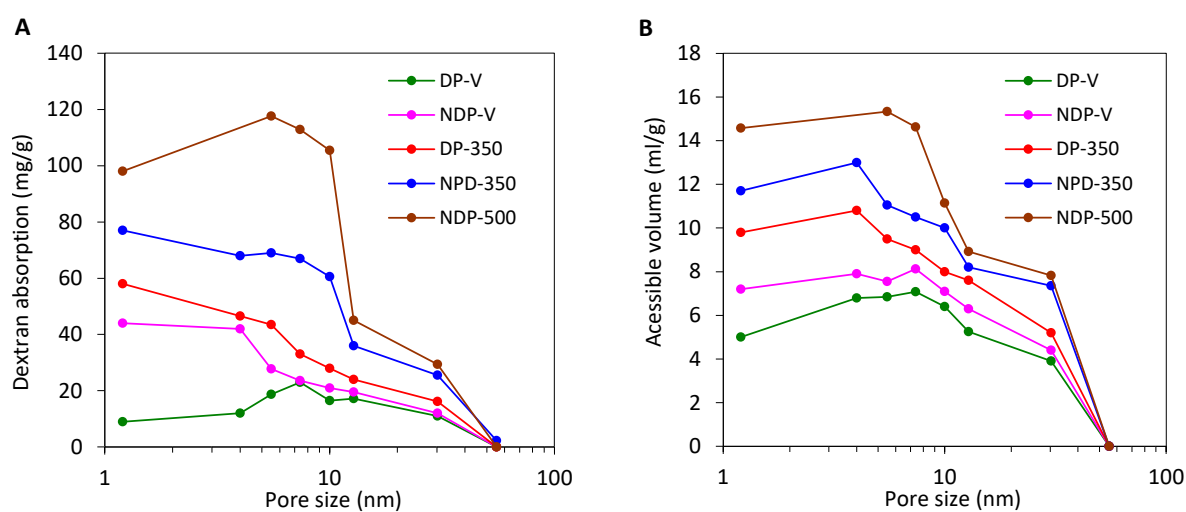 A
Dextran absorption (mg/g)
140
120
100
80
60
40
20
0
1
10
100
Pore size (nm)
DP-V
NDP-V
DP-350
NPD-350
NDP-500
B
Acessible volume (ml/g)
18
16
14
12
10
8
6
4
2
0
1
10
100
Pore size (nm)
DP-V
NDP-V
DP-350
NPD-350
NDP-500